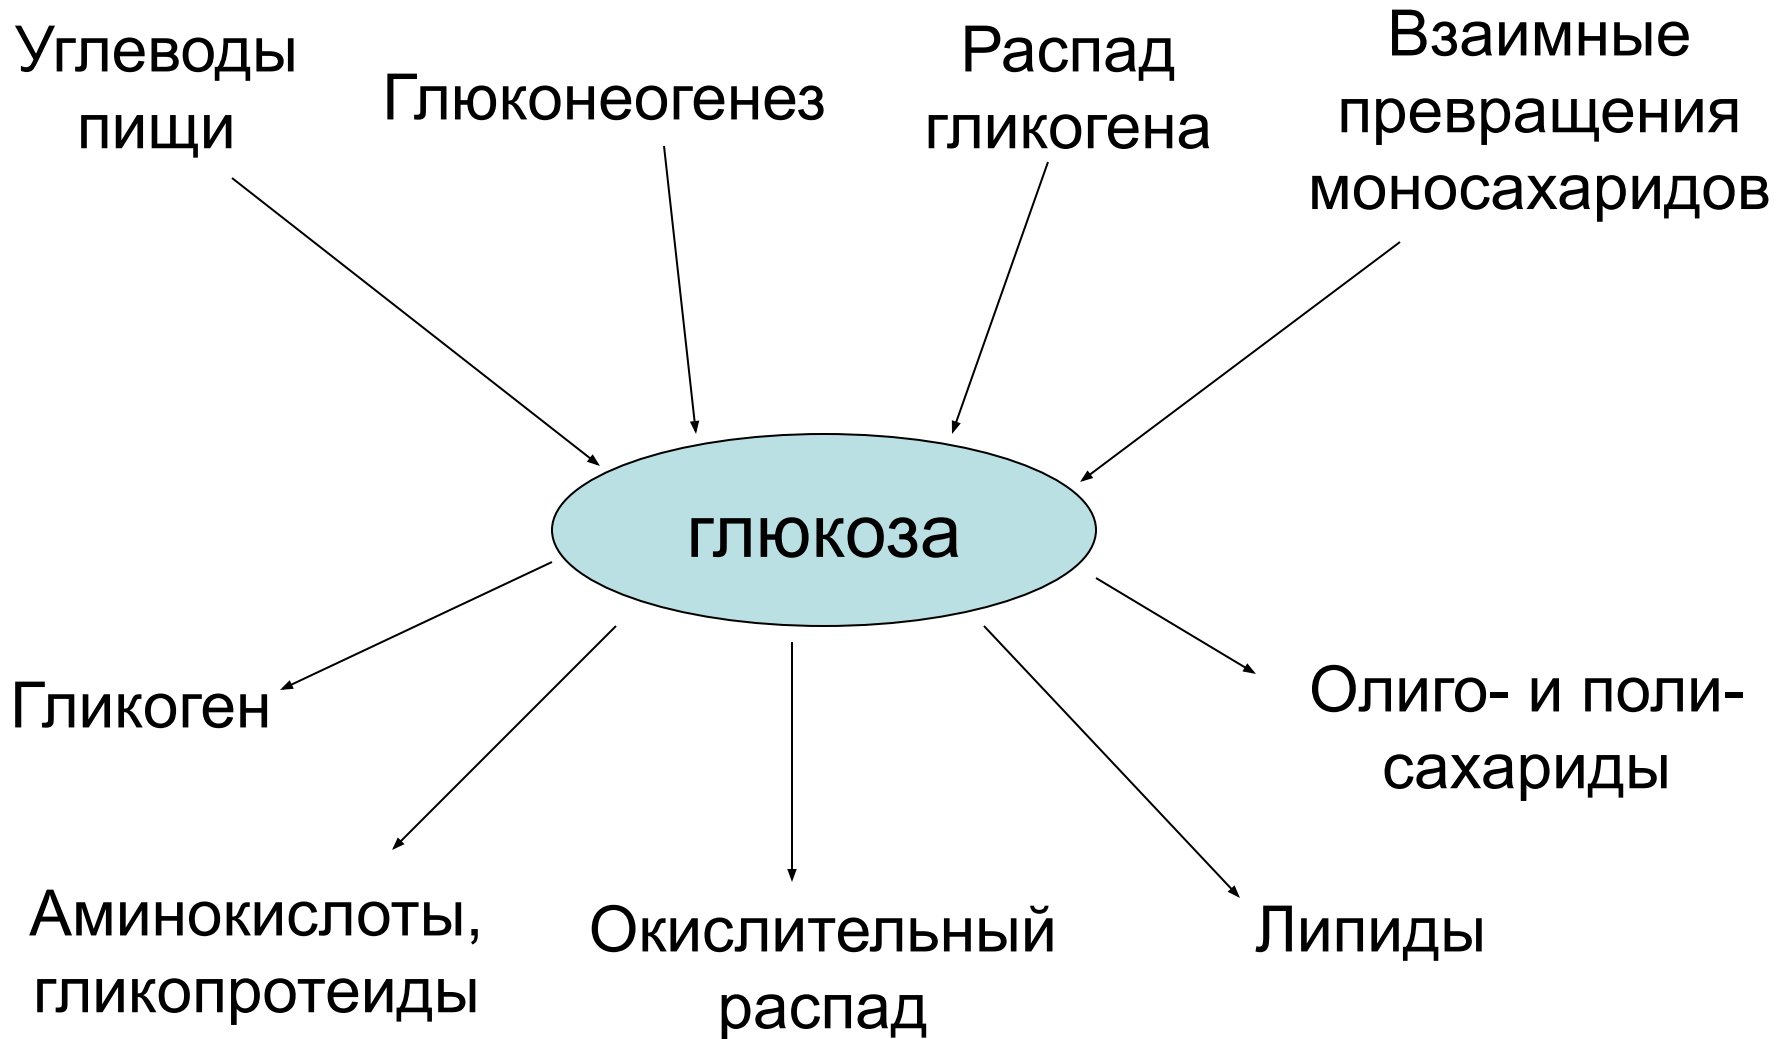 Углеводы
пищи
Глюконеогенез
Распад
гликогена
Взаимные
превращения
моносахаридов
глюкоза
Гликоген
Олиго- и поли-
сахариды
Аминокислоты,
гликопротеиды
Окислительный
распад
Липиды